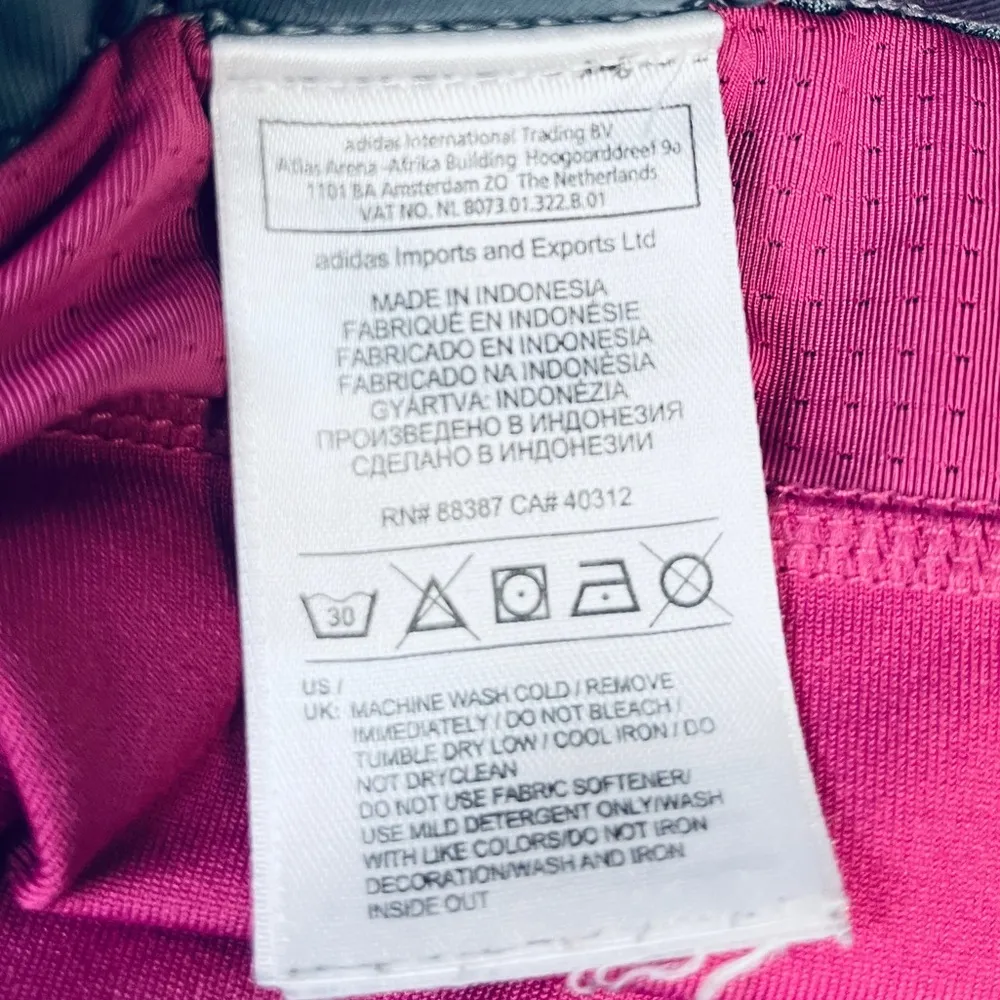 adidas International Trading BV
Atlas Arena -Afrika Building Hoogoorddreef 9a
1101 BA Amsterdam ZO The Netherlands
VAT NO. NL 8073.01.322.B.01
adidas Imports and Exports Ltd
MADE IN INDONESIA
FABRIQUÉ EN INDONÉSIE
FABRICADO EN INDONESIA
FABRICADO NA INDONÉSIA
GYÁRTVA: INDONÉZIA
ПРОИЗВЕДЕНО В ИНДОНЕЗИЯ
СДЕЛАНО В ИНДОНЕЗИИ
RN# 88387 CA# 40312
30
US /
UK: MACHINE WASH COLD / REMOVE
IMMEDIATELY / DO NOT BLEACH /
TUMBLE DRY LOW / COOL IRON / DO
NOT DRYCLEAN
DO NOT USE FABRIC SOFTENER/
USE MILD DETERGENT ONLY/WASH
WITH LIKE COLORS/DO NOT IRON
DECORATION/WASH AND IRON
INSIDE OUT